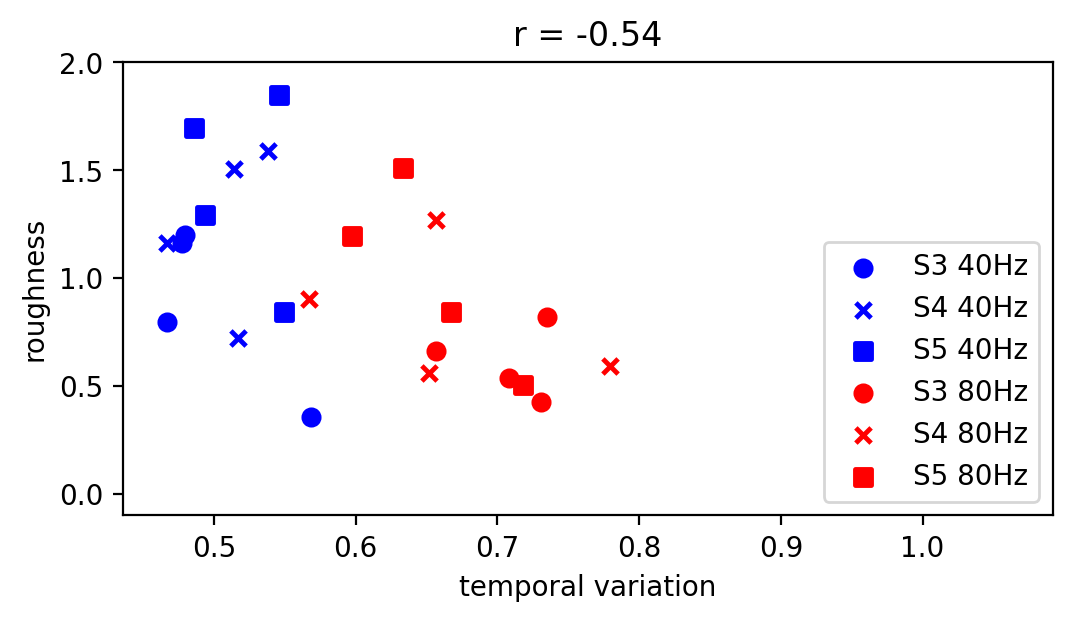 r = -0.54
roughness
2.0
1.5
1.0
0.5
0.0
S3 40Hz
S4 40Hz
S5 40Hz
S3 80Hz
S4 80Hz
S5 80Hz
0.5 0.6 0.7 0.8 0.9 1.0
temporal variation